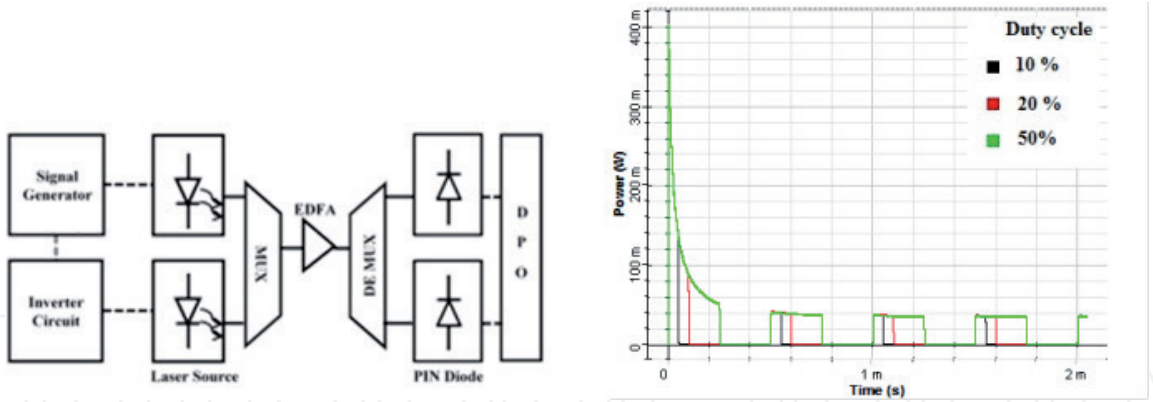 Signal
Generator
Inverter
Circuit
Laser Source
MUX
EDFA
DE MUX
PIN Diode
D
P
O
Duty cycle
10 %
20 %
50%
Power (W)
400 m
300 m
200 m
100 m
0
0
1 m
2 m
Time (s)